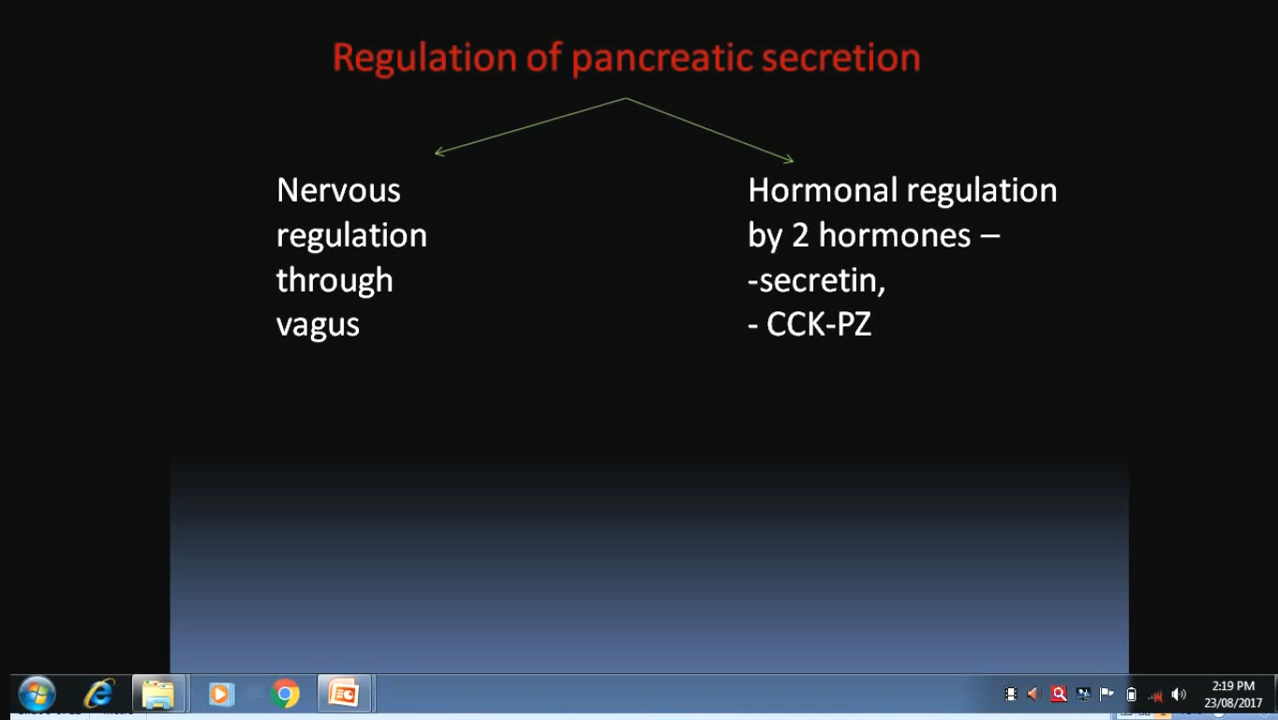 Regulation of pancreatic secretion
Nervous
regulation
through
vagus
Hormonal regulation
by 2 hormones –
-secretin,
- CCK-PZ
2:19 PM
23/08/2017